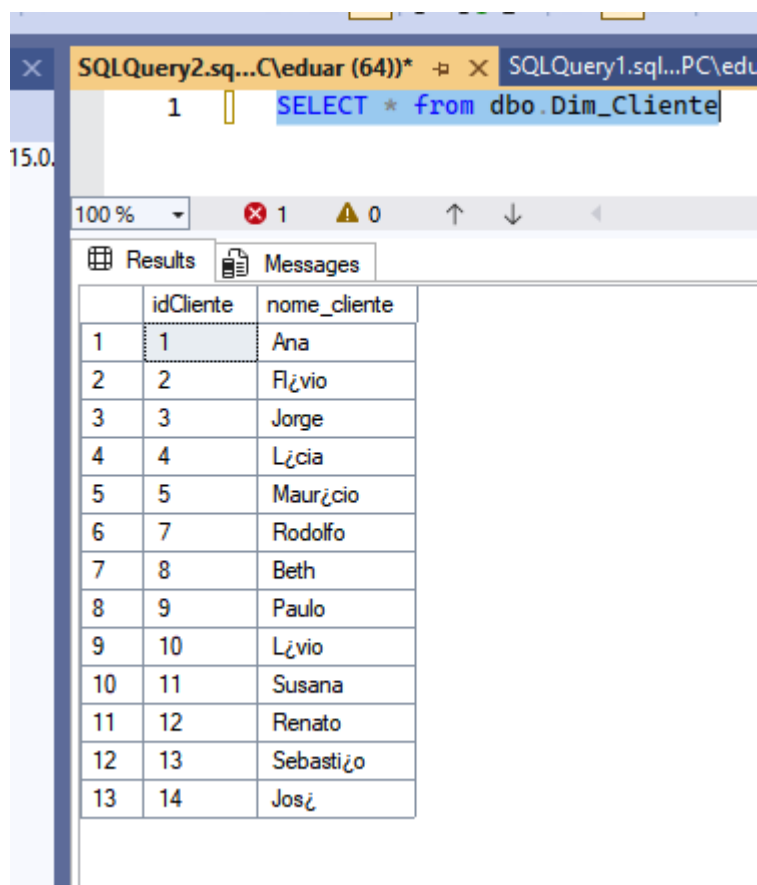 SQLQuery2.sq...C\eduar (64))* SQLQuery1.sql...PC\edu
1 SELECT * from dbo.Dim_Cliente
15.0.
100 % 1 0
Results Messages
idCliente nome_cliente
1 1 Ana
2 2 Fl¿vio
3 3 Jorge
4 4 L¿cia
5 5 Maur¿cio
6 7 Rodolfo
7 8 Beth
8 9 Paulo
9 10 L¿vio
10 11 Susana
11 12 Renato
12 13 Sebasti¿o
13 14 Jos¿